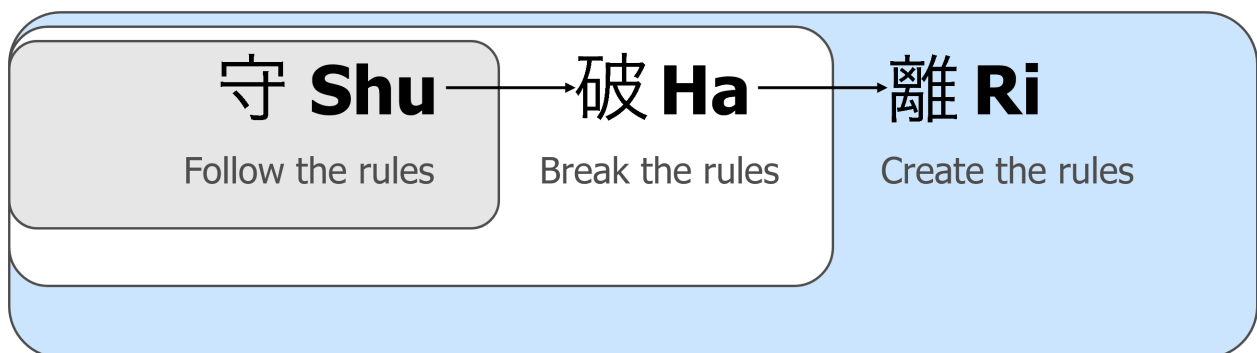 守 Shu 破 Ha 離 Ri
Follow the rules Break the rules Create the rules